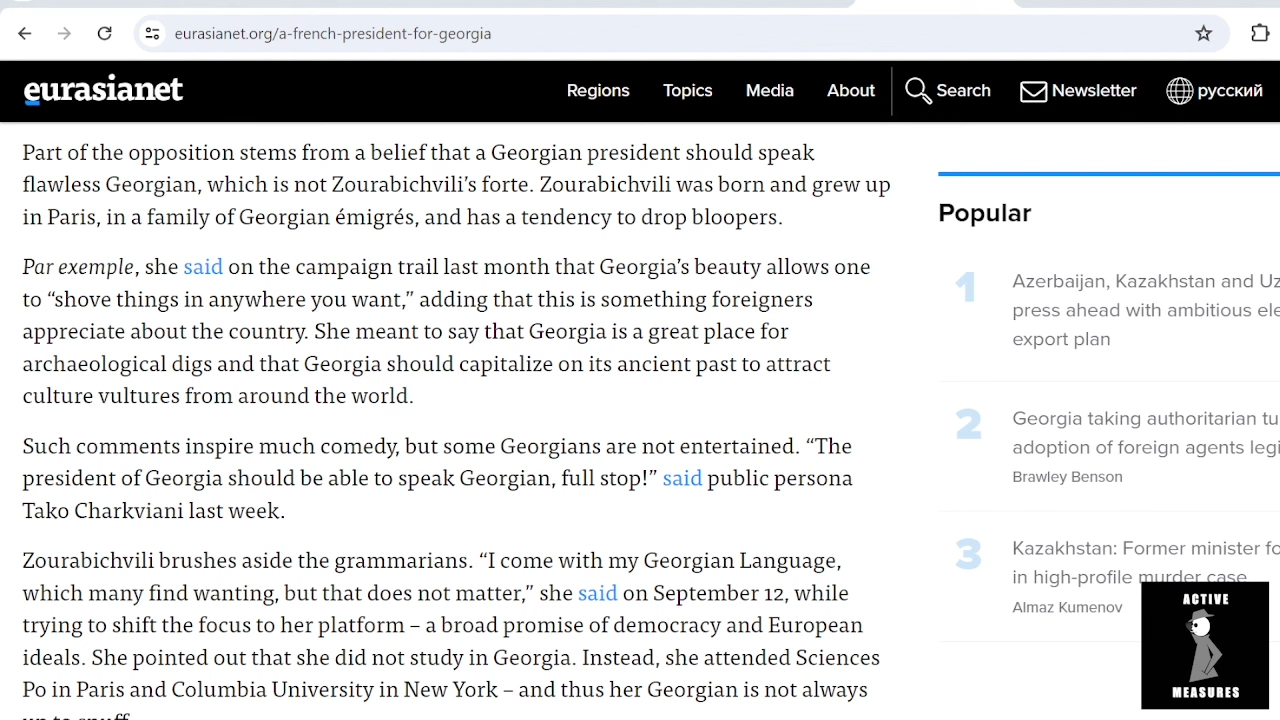 eurasianet.org/a-french-president-for-georgia
eurasianet
Regions
Topics
Media
About
Search
Newsletter
русский
Part of the opposition stems from a belief that a Georgian president should speak
flawless Georgian, which is not Zourabichvili’s forte. Zourabichvili was born and grew up
in Paris, in a family of Georgian émigrés, and has a tendency to drop bloopers.
Par exemple, she said on the campaign trail last month that Georgia’s beauty allows one
to “shove things in anywhere you want,” adding that this is something foreigners
appreciate about the country. She meant to say that Georgia is a great place for
archaeological digs and that Georgia should capitalize on its ancient past to attract
culture vultures from around the world.
Such comments inspire much comedy, but some Georgians are not entertained. “The
president of Georgia should be able to speak Georgian, full stop!” said public persona
Tako Charkviani last week.
Zourabichvili brushes aside the grammarians. “I come with my Georgian Language,
which many find wanting, but that does not matter,” she said on September 12, while
trying to shift the focus to her platform – a broad promise of democracy and European
ideals. She pointed out that she did not study in Georgia. Instead, she attended Sciences
Po in Paris and Columbia University in New York – and thus her Georgian is not always
Popular
1
Azerbaijan, Kazakhstan and Uz
press ahead with ambitious ele
export plan
2
Georgia taking authoritarian tu
adoption of foreign agents legi
Brawley Benson
3
Kazakhstan: Former minister fo
in high-profile murder case
Almaz Kumenov
ACTIVE
MEASURES